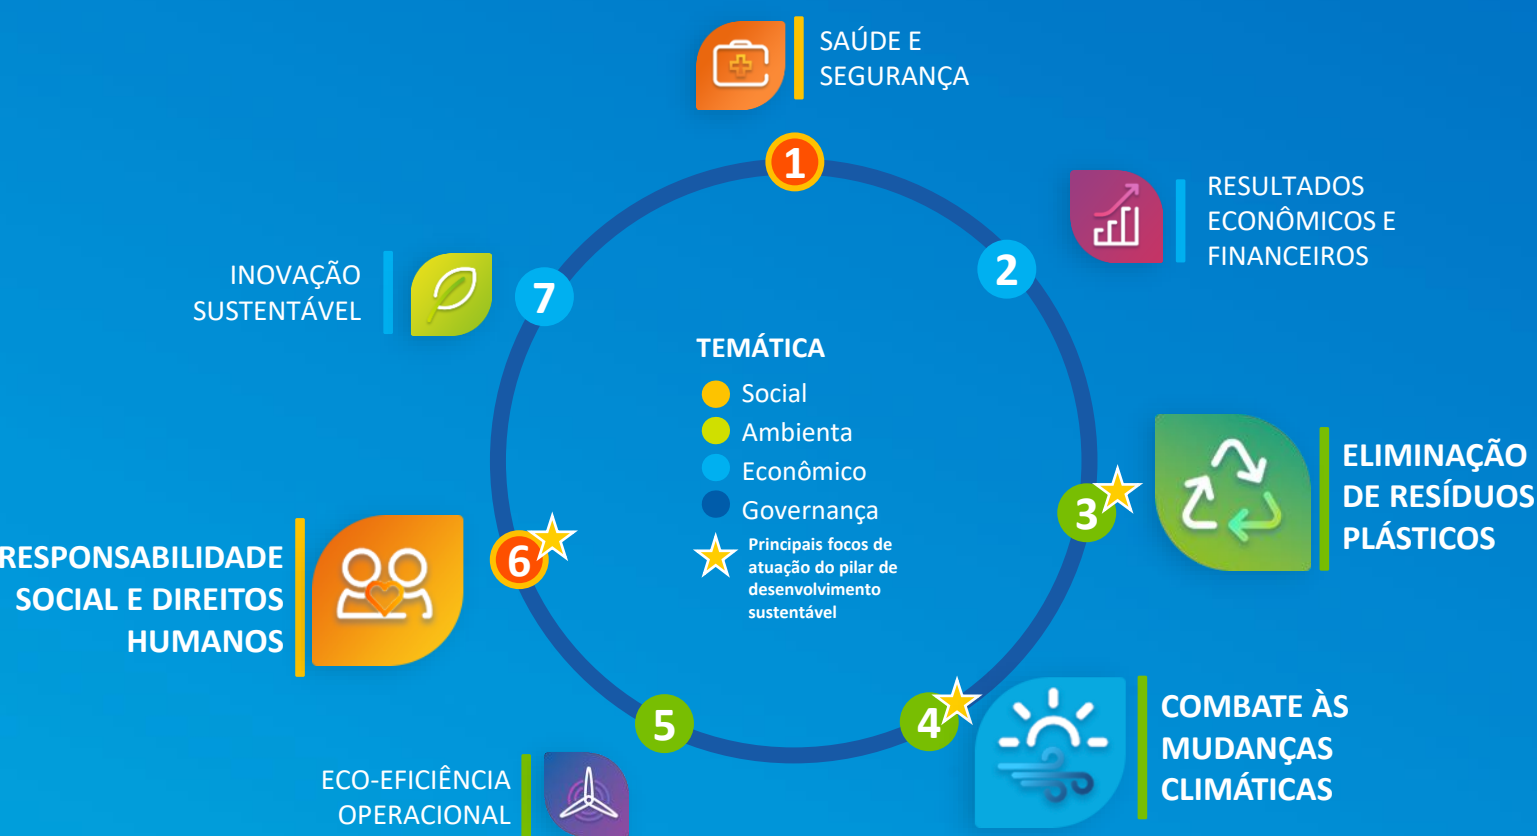 SAÚDE E
SEGURANÇA
1
RESULTADOS
ECONÔMICOS E
FINANCEIROS
2
INOVAÇÃO
SUSTENTÁVEL
7
TEMÁTICA
Social
Ambienta
Econômico
Governança
Principais focos de
atuação do pilar de
desenvolvimento
sustentável
ELIMINAÇÃO
DE RESÍDUOS
PLÁSTICOS
3
RESPONSABILIDADE
SOCIAL E DIREITOS
HUMANOS
6
COMBATE ÀS
MUDANÇAS
CLIMÁTICAS
4
5
ECO-EFICIÊNCIA
OPERACIONAL